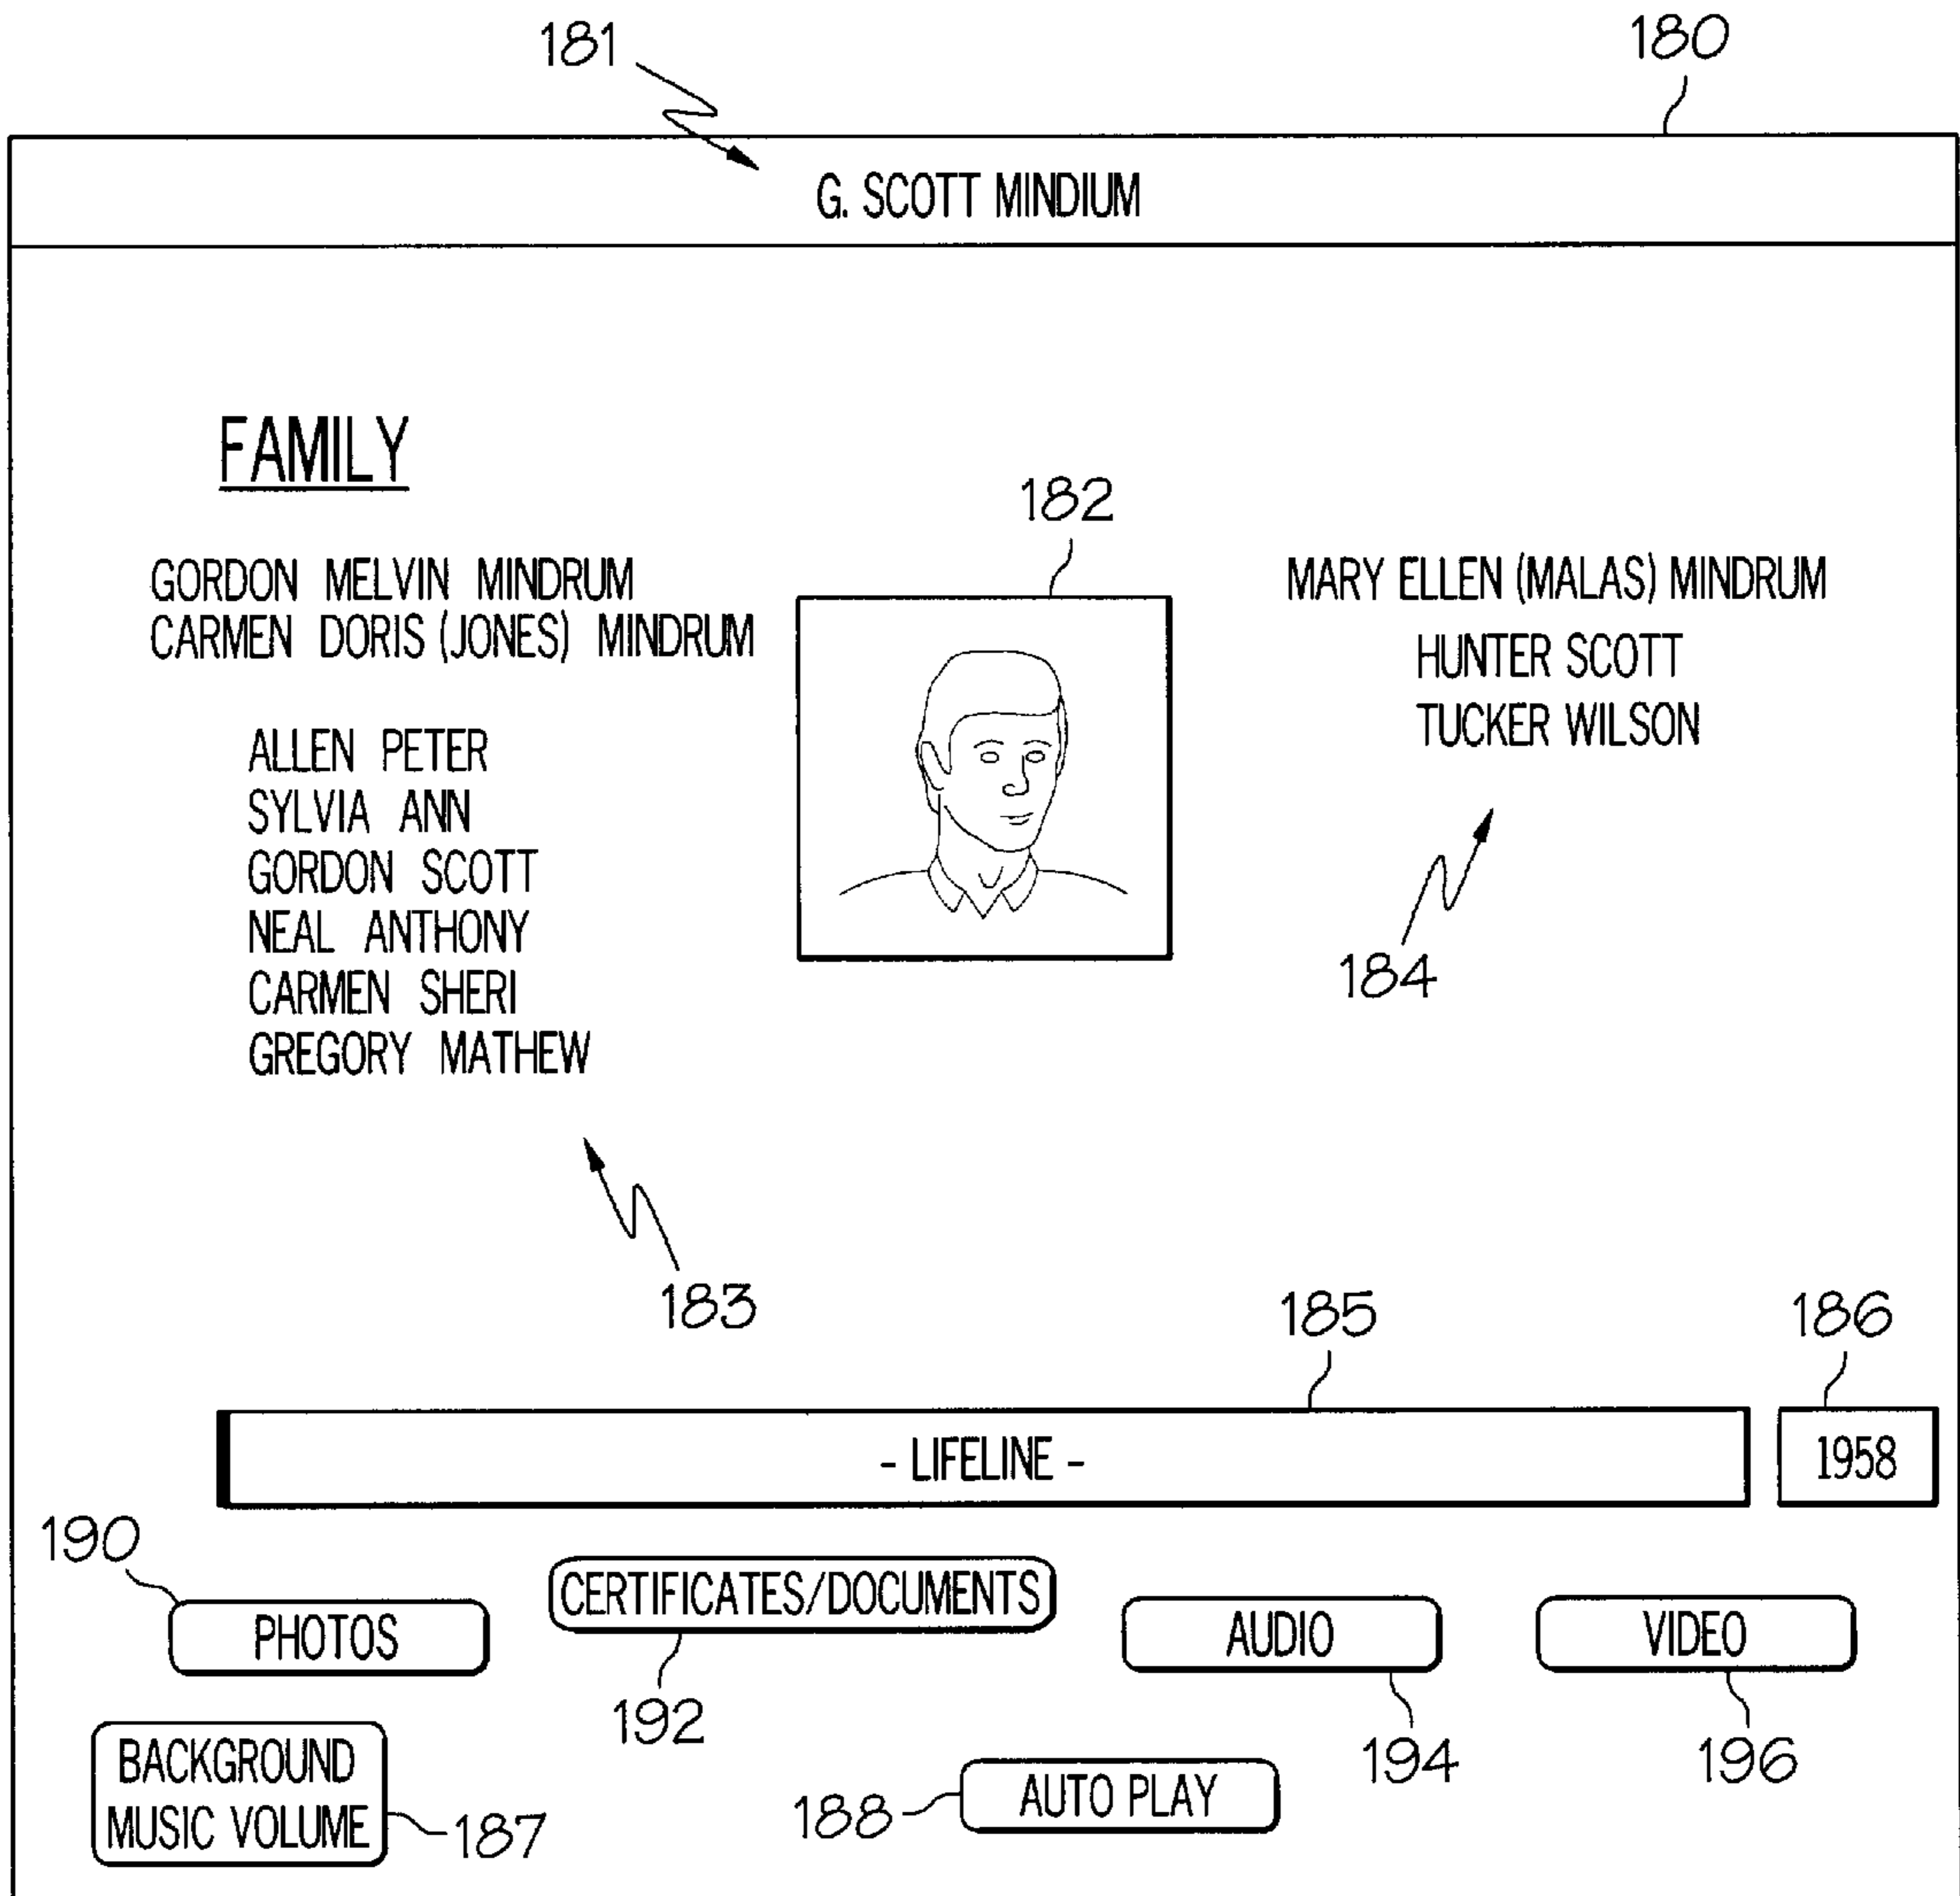 181
180
G. SCOTT MINDIUM
FAMILY
182
GORDON MELVIN MINDRUM
CARMEN DORIS (JONES) MINDRUM
ALLEN PETER
SYLVIA ANN
GORDON SCOTT
NEAL ANTHONY
CARMEN SHERI
GREGORY MATHEW
MARY ELLEN (MALAS) MINDRUM
HUNTER SCOTT
TUCKER WILSON
184
183
185
186
- LIFELINE -
1958
190
PHOTOS
CERTIFICATES/DOCUMENTS
192
AUDIO
194
VIDEO
196
BACKGROUND
MUSIC VOLUME
187
188
AUTO PLAY